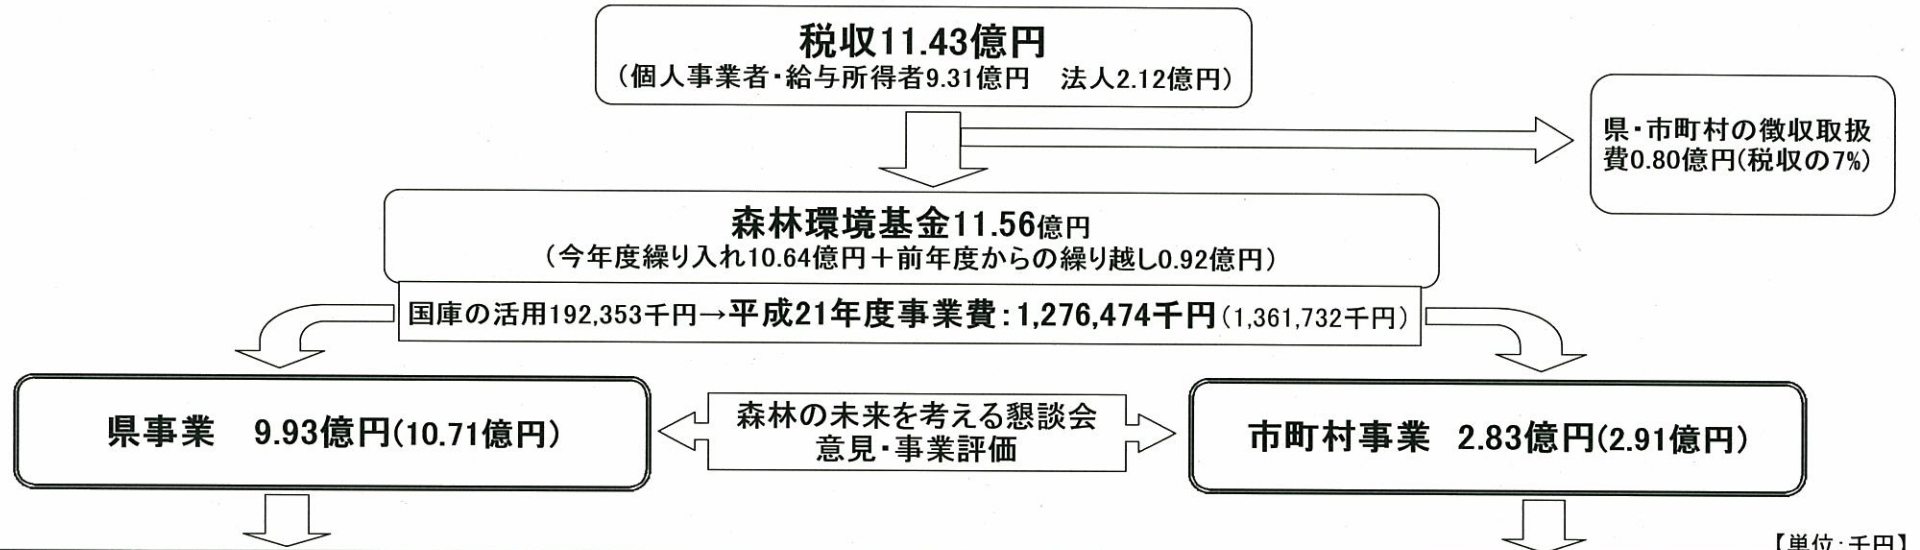 税収11.43億円
（個人事業者・給与所得者9.31億円　法人2.12億円）
県・市町村の徴収取扱
費0.80億円(税収の7%)
森林環境基金11.56億円
（今年度繰り入れ10.64億円＋前年度からの繰り越し0.92億円）
国庫の活用192,353千円→平成21年度事業費：1,276,474千円（1,361,732千円）
県事業　9.93億円(10.71億円)
森林の未来を考える懇談会
意見・事業評価
市町村事業　2.83億円(2.91億円)
【単位：千円】